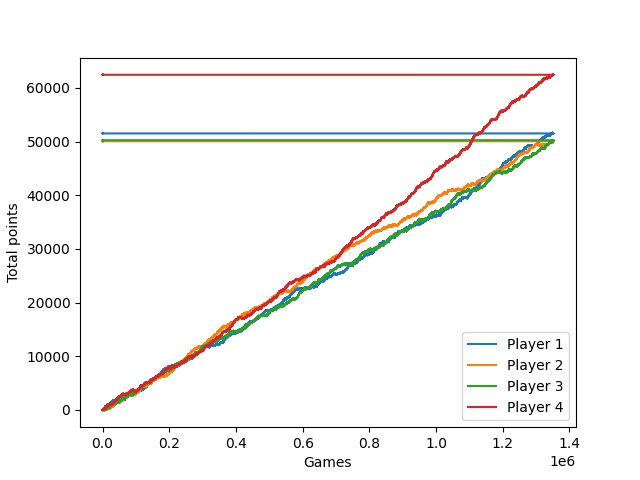 60000
50000
40000
30000
20000
10000
0
Total points
0.0 0.2 0.4 0.6 0.8 1.0 1.2 1.4
1e6
Games
Player 1
Player 2
Player 3
Player 4